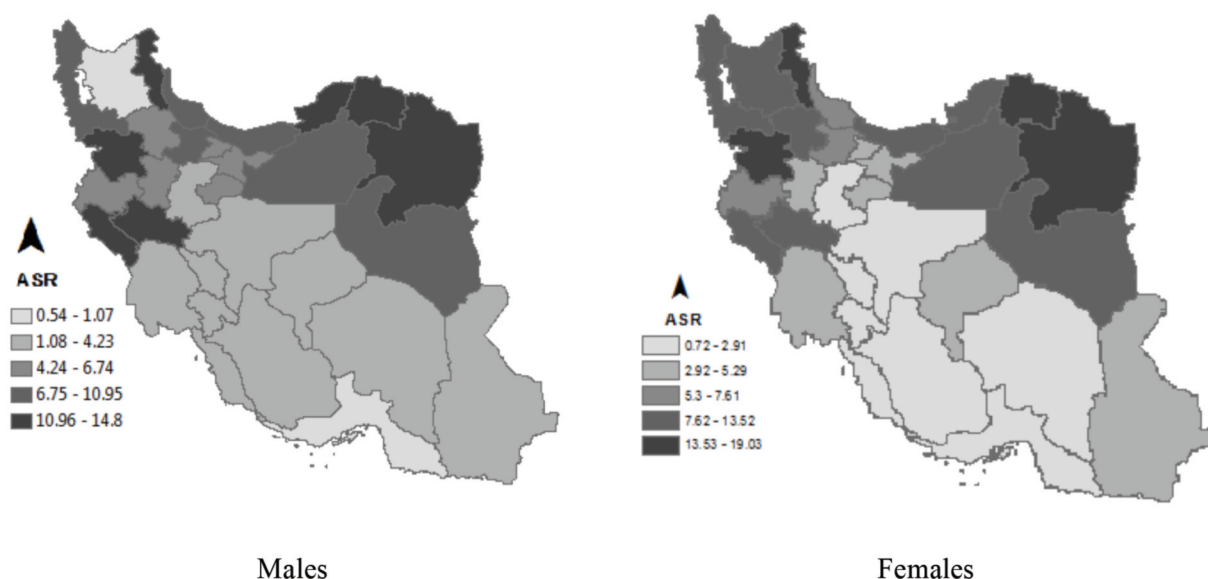 ASR
0.54 - 1.07
1.08 - 4.23
4.24 - 6.74
6.75 - 10.95
10.96 - 14.8
Males
ASR
0.72 - 2.91
2.92 - 5.29
5.3 - 7.61
7.62 - 13.52
13.53 - 19.03
Females